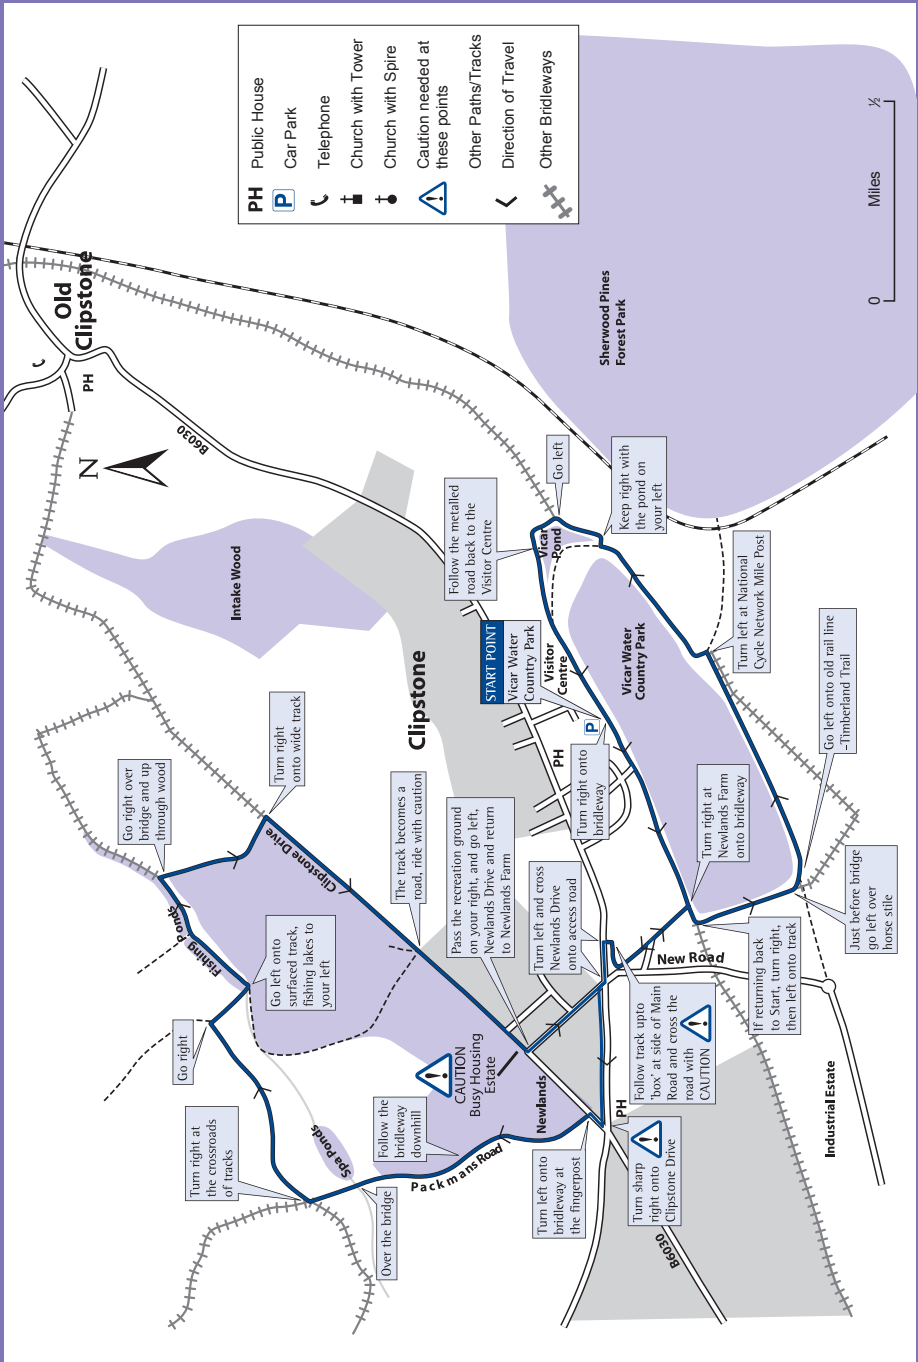 PH Public House
P Car Park
Telephone
Church with Tower
Church with Spire
Caution needed at
these points
Other Paths/Tracks
Direction of Travel
Other Bridleways
Old
Clipstone
PH
N
B6030
Intake Wood
Clipstone
Sherwood Pines
Forest Park
0
Miles
½
Go right over
bridge and up
through wood
Turn right
onto wide track
Clipstone Drive
The track becomes a
road, ride with caution
Fishing Ponds
Go left onto
surfaced track,
fishing lakes to
your left
Go right
Turn right at
the crossroads
of tracks
Spa Ponds
Over the bridge
Follow the
bridleway
downhill
Packmans Road
CAUTION
Busy Housing
Estate
Newlands
Pass the recreation ground
on your right, and go left,
Newlands Drive and return
to Newlands Farm
Turn left and cross
Newlands Drive
onto access road
Turn left onto
bridleway at
the fingerpost
PH
Turn sharp
right onto
Clipstone Drive
B6030
Follow track upto
'box' at side of Main
Road and cross the
road with
CAUTION
New Road
Industrial Estate
If returning back
to Start, turn right,
then left onto track
Just before bridge
go left over
horse stile
Go left onto old rail line
-Timberland Trail
Turn right at
Newlands Farm
onto bridleway
Turn right onto
bridleway
PH
P
START POINT
Vicar Water
Country Park
Visitor
Centre
Vicar Water
Country Park
Follow the metalled
road back to the
Visitor Centre
Vicar
Pond
Go left
Keep right with
the pond on
your left
Turn left at National
Cycle Network Mile Post